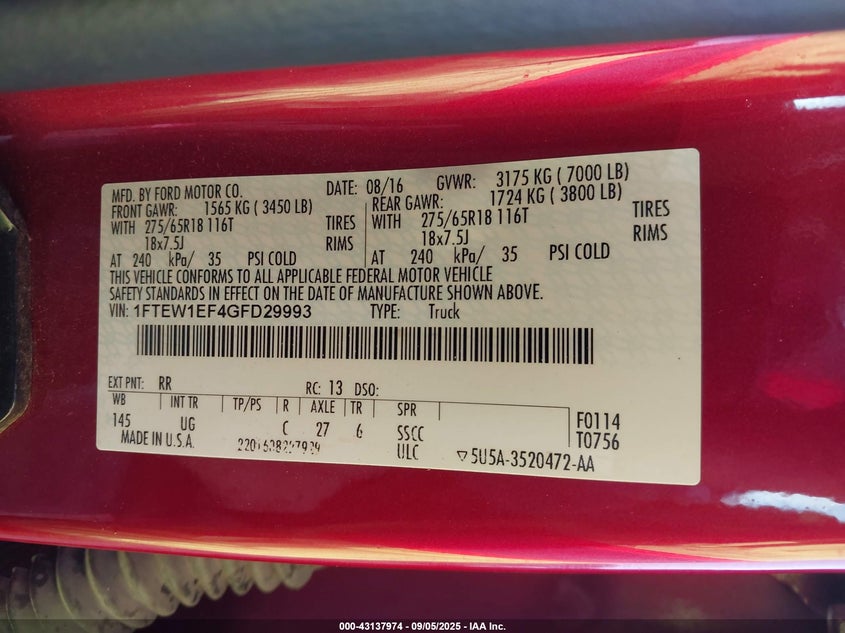 MFD. BY FORD MOTOR CO. DATE: 08/16 GVWR: 3175 KG ( 7000 LB)
FRONT GAWR: 1565 KG ( 3450 LB) REAR GAWR: 1724 KG ( 3800 LB)
WITH 275/65R18 116T TIRES WITH 275/65R18 116T TIRES
18x7.5J RIMS 18x7.5J RIMS
AT 240 kPa/ 35 PSI COLD AT 240 kPa/ 35 PSI COLD
THIS VEHICLE CONFORMS TO ALL APPLICABLE FEDERAL MOTOR VEHICLE
SAFETY STANDARDS IN EFFECT ON THE DATE OF MANUFACTURE SHOWN ABOVE.
VIN: 1FTEW1EF4GFD29993 TYPE: Truck
EXT PNT: RR RC: 13 DSO:
WB INT TR TP/PS R AXLE TR SPR
145 UG C 27 6 SSCC F0114
MADE IN U.S.A. ULC T0756
▽5U5A-3520472-AA
000-43137974 - 09/05/2025 - IAA Inc.